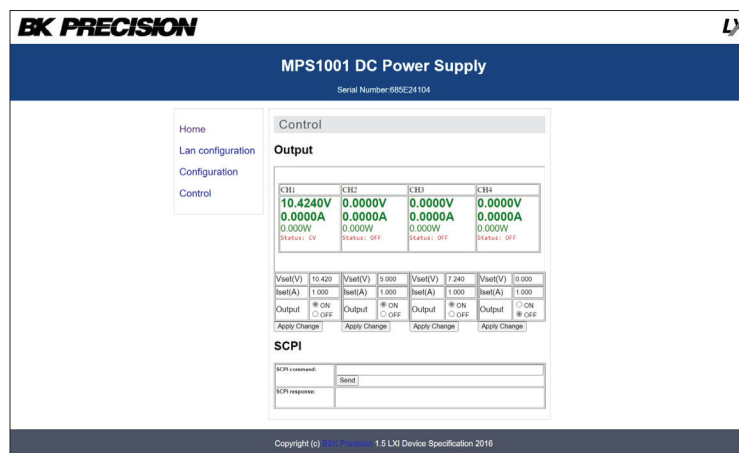 BK PRECISION
LX
MPS1001 DC Power Supply
Serial Number:685E24104
Home
Lan configuration
Configuration
Control
Control
Output
CH1 CH2 CH3 CH4
10.4240V 0.0000V 0.0000V 0.0000V
0.0000A 0.0000A 0.0000A 0.0000A
0.000W 0.000W 0.000W 0.000W
Status: CV Status: OFF Status: OFF Status: OFF
Vset(V) 10.420 Vset(V) 5.000 Vset(V) 7.240 Vset(V) 0.000
Iset(A) 1.000 Iset(A) 1.000 Iset(A) 1.000 Iset(A) 1.000
Output ON OFF Output ON OFF Output ON OFF Output ON OFF
Apply Change Apply Change Apply Change Apply Change
SCPI
SCPI command:
Send
SCPI response:
Copyright (c) B&K Precision 1.5 LXI Device Specification 2016